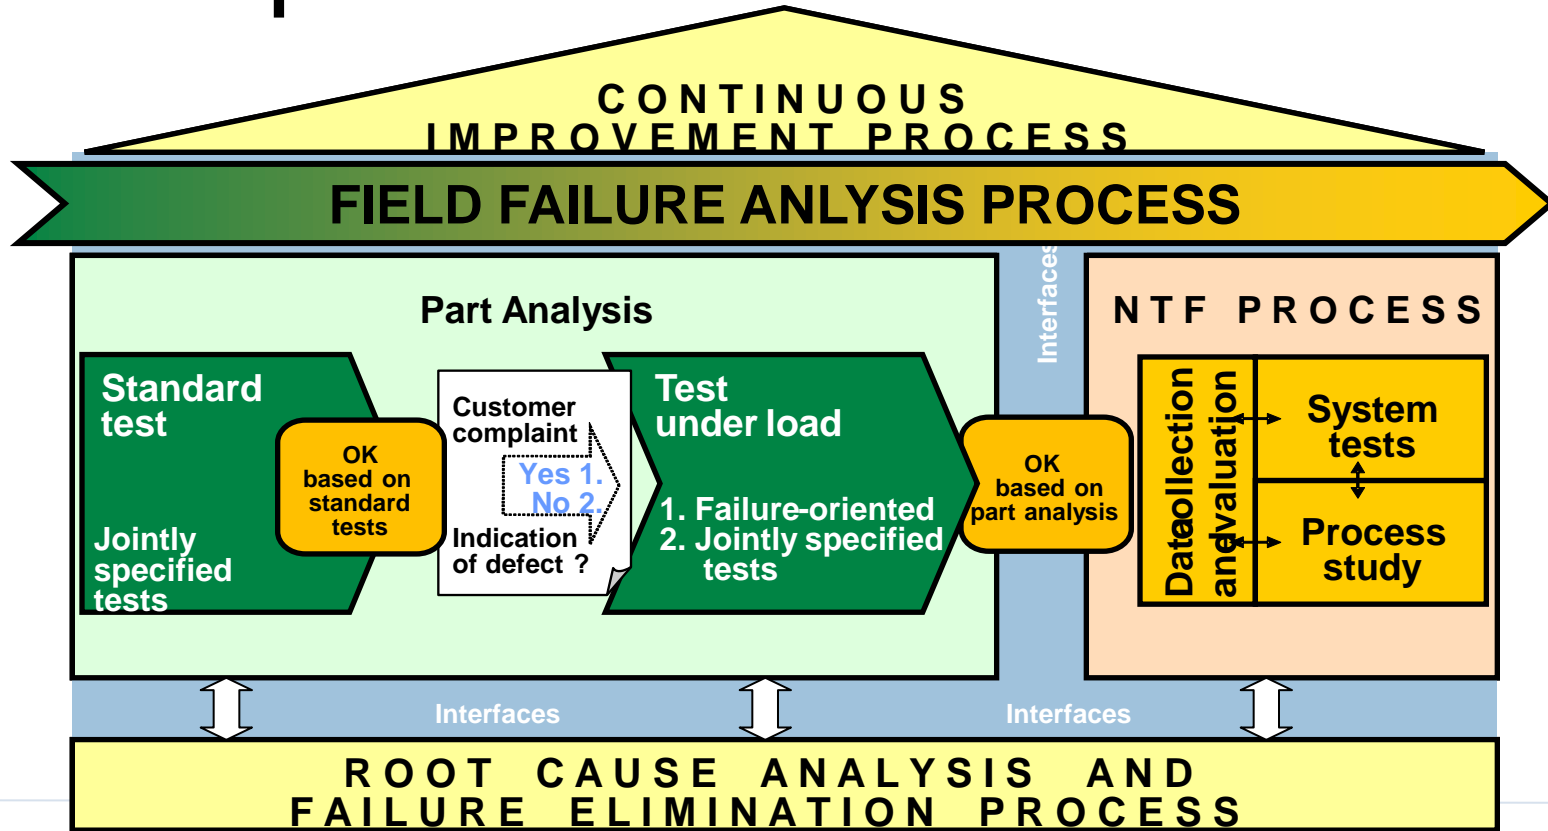 CONTINUOUS
IMPROVEMENT PROCESS
FIELD FAILURE ANLYSIS PROCESS
Part Analysis
Interfaces
NTF PROCESS
Standard
test
Jointly
specified
tests
OK
based on
standard
tests
Customer
complaint
Yes 1.
No 2.
Indication
of defect ?
Test
under load
1. Failure-oriented
2. Jointly specified
tests
OK
based on
part analysis
System
tests
Process
study
Interfaces
Interfaces
ROOT CAUSE ANALYSIS AND
FAILURE ELIMINATION PROCESS